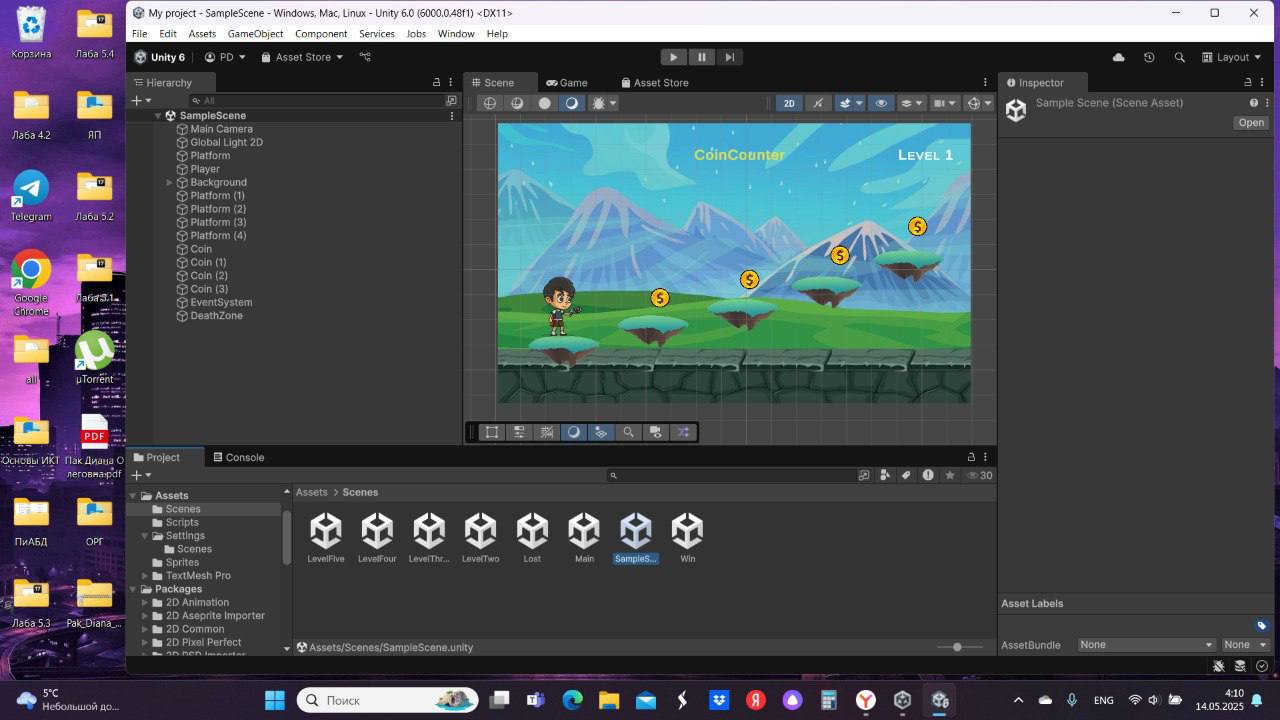 My project - SampleScene - Windows, Mac, Linux - Unity 6.0 (6000.0.48f1) <DX11>
File Edit Assets GameObject Component Services Jobs Window Help
Unity 6 PD Asset Store Layout
Hierarchy
All
SampleScene
Main Camera
Global Light 2D
Platform
Player
Background
Platform (1)
Platform (2)
Platform (3)
Platform (4)
Coin
Coin (1)
Coin (2)
Coin (3)
EventSystem
DeathZone
Scene Game Asset Store
2D
CoinCounter LEVEL 1
$
$
$
$
Inspector
Sample Scene (Scene Asset)
Open
Asset Labels
AssetBundle None None
Project Console
30
Assets
Scenes
Scripts
Settings
Scenes
Sprites
TextMesh Pro
Packages
2D Animation
2D Aseprite Importer
2D Common
2D Pixel Perfect
2D PSD Importer
Assets > Scenes
LevelFive LevelFour LevelThr... LevelTwo Lost Main SampleS... Win
Assets/Scenes/SampleScene.unity
Корзина Лаба 5.4
Лаба 4.2 ЯП
Telegram Лаба 5.2
Google Chrome
all µTorrent
PDF
Основы ИКТ Пак Диана О
леговна.pdf
ПиАБД ОРГ
Лаба 5.3 Pak_Diana_...
5°C
Небольшой до...
Поиск
ENG
4:10
14.05.2025